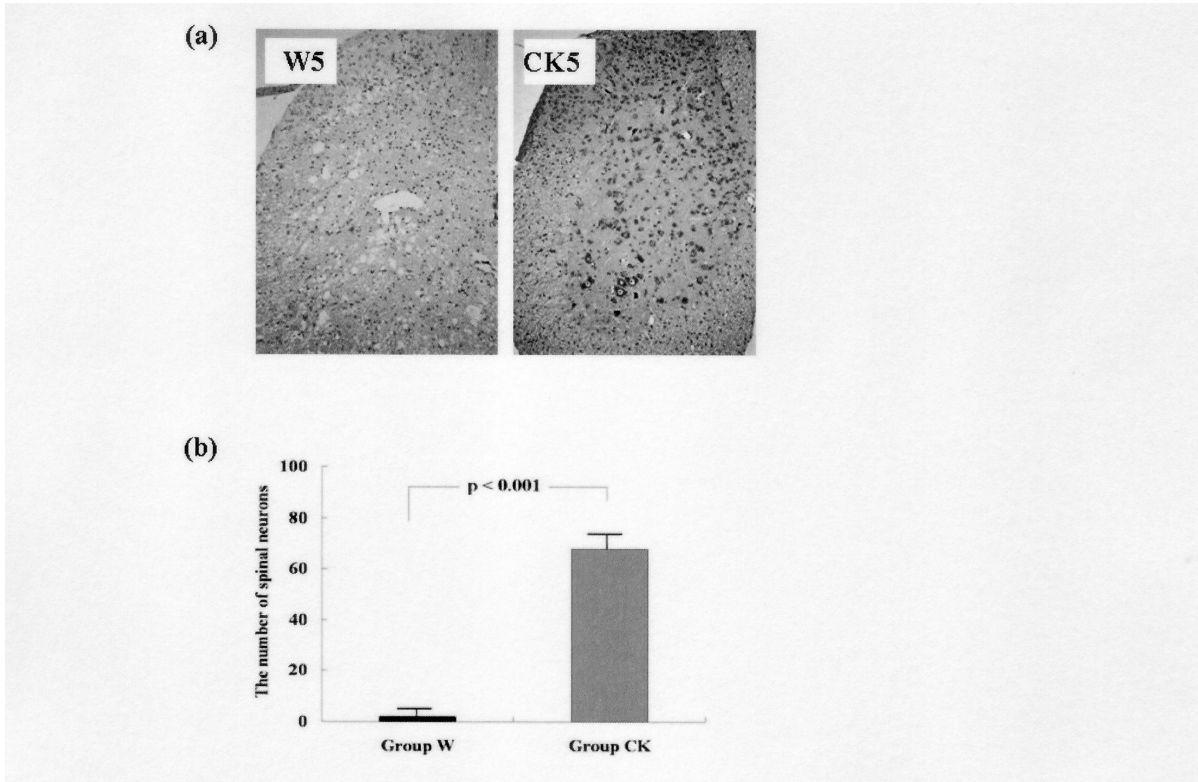 (a)
W5
CK5
(b)
The number of spinal neurons
100
80
60
40
20
0
p < 0.001
Group W
Group CK